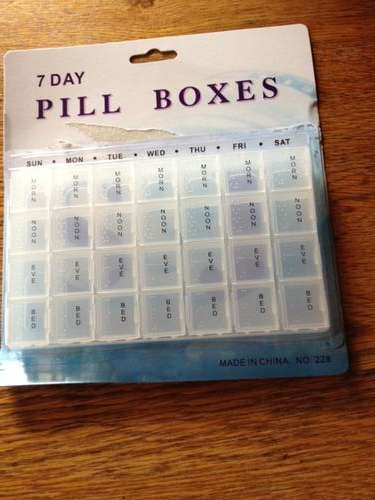 7 DAY
PILL BOXES
SUN • MON • TUE • WED • THU • FRI • SAT
MORN MORN MORN MORN MORN MORN MORN
NOON NOON NOON NOON NOON NOON NOON
EVE EVE EVE EVE EVE EVE EVE
BED BED BED BED BED BED BED
MADE IN CHINA. NO. 228